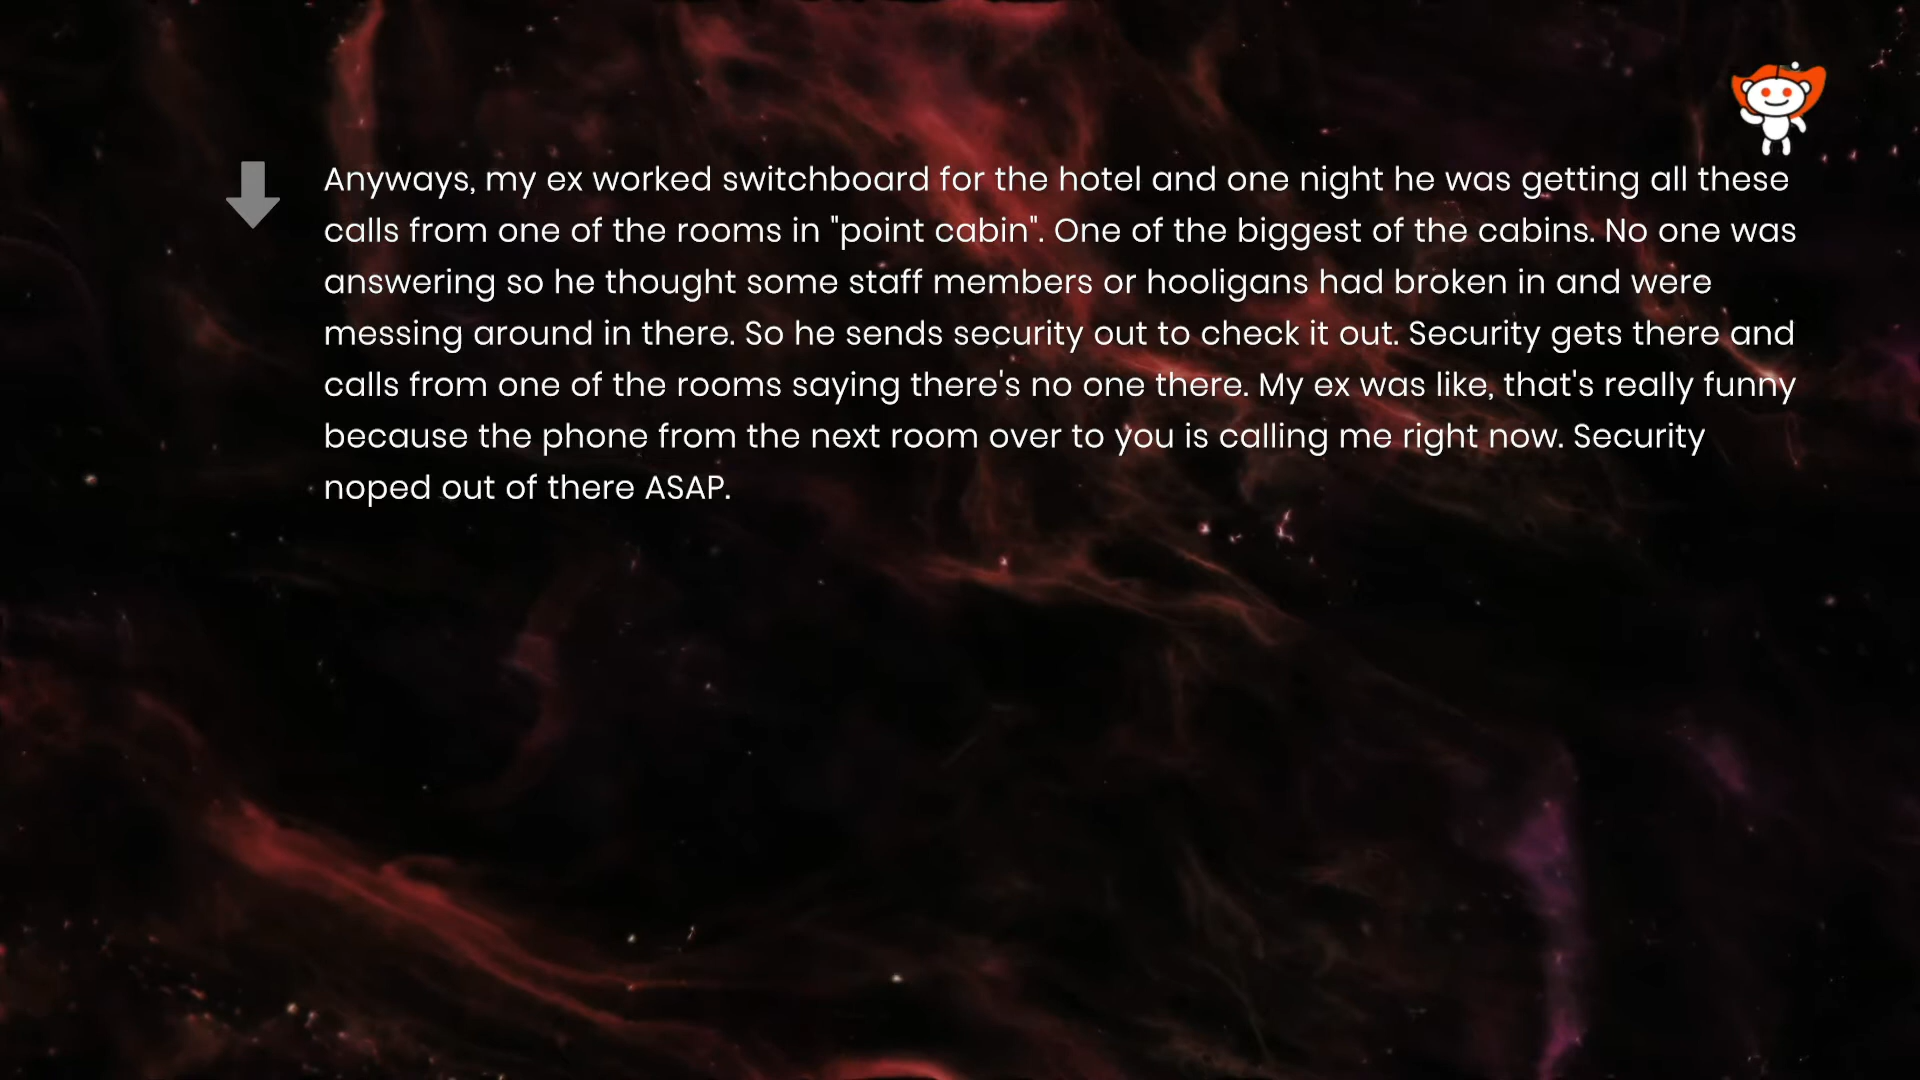 Anyways, my ex worked switchboard for the hotel and one night he was getting all these
calls from one of the rooms in "point cabin". One of the biggest of the cabins. No one was
answering so he thought some staff members or hooligans had broken in and were
messing around in there. So he sends security out to check it out. Security gets there and
calls from one of the rooms saying there's no one there. My ex was like, that's really funny
because the phone from the next room over to you is calling me right now. Security
noped out of there ASAP.